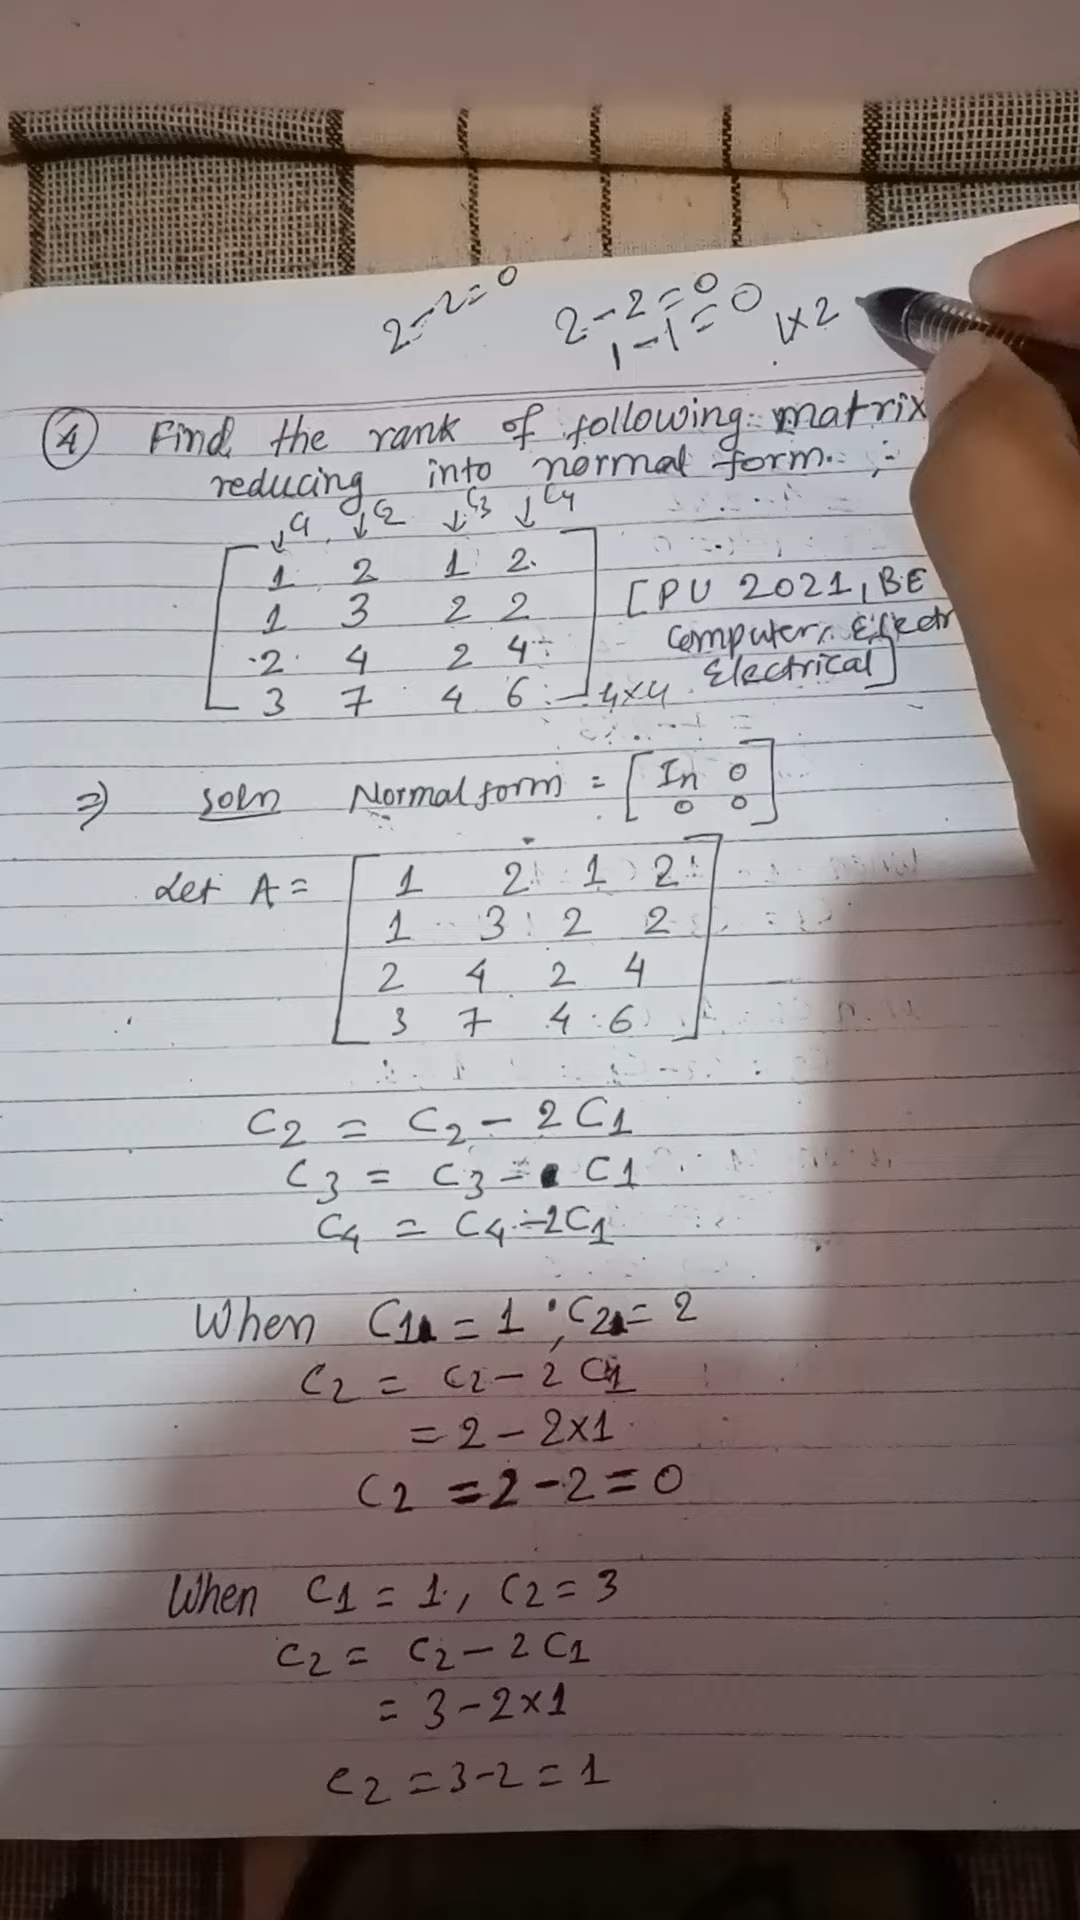 2-2=0
2-2=0
1-1=0
1×2
④ Find the rank of following matrix
reducing into normal form.
↓C1 ↓C2 ↓C3 ↓C4
1 2 1 2
1 3 2 2
2 4 2 4
3 7 4 6
4×4
[PU 2021, BE
Computer, Electr
Electrical]
⇒ Soln Normal form = [In 0
0 0]
Let A =
1 2 1 2
1 3 2 2
2 4 2 4
3 7 4 6
C2 = C2 - 2C1
C3 = C3 - C1
C4 = C4 - 2C1
When C1 = 1, C2 = 2
C2 = C2 - 2C1
= 2 - 2×1
C2 = 2-2=0
When C1 = 1, C2 = 3
C2 = C2 - 2C1
= 3-2×1
C2 = 3-2=1